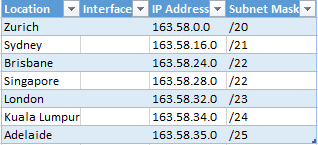 Location Interface IP Address Subnet Mask
Zurich 163.58.0.0 /20
Sydney 163.58.16.0 /21
Brisbane 163.58.24.0 /22
Singapore 163.58.28.0 /22
London 163.58.32.0 /23
Kuala Lumpur 163.58.34.0 /24
Adelaide 163.58.35.0 /25